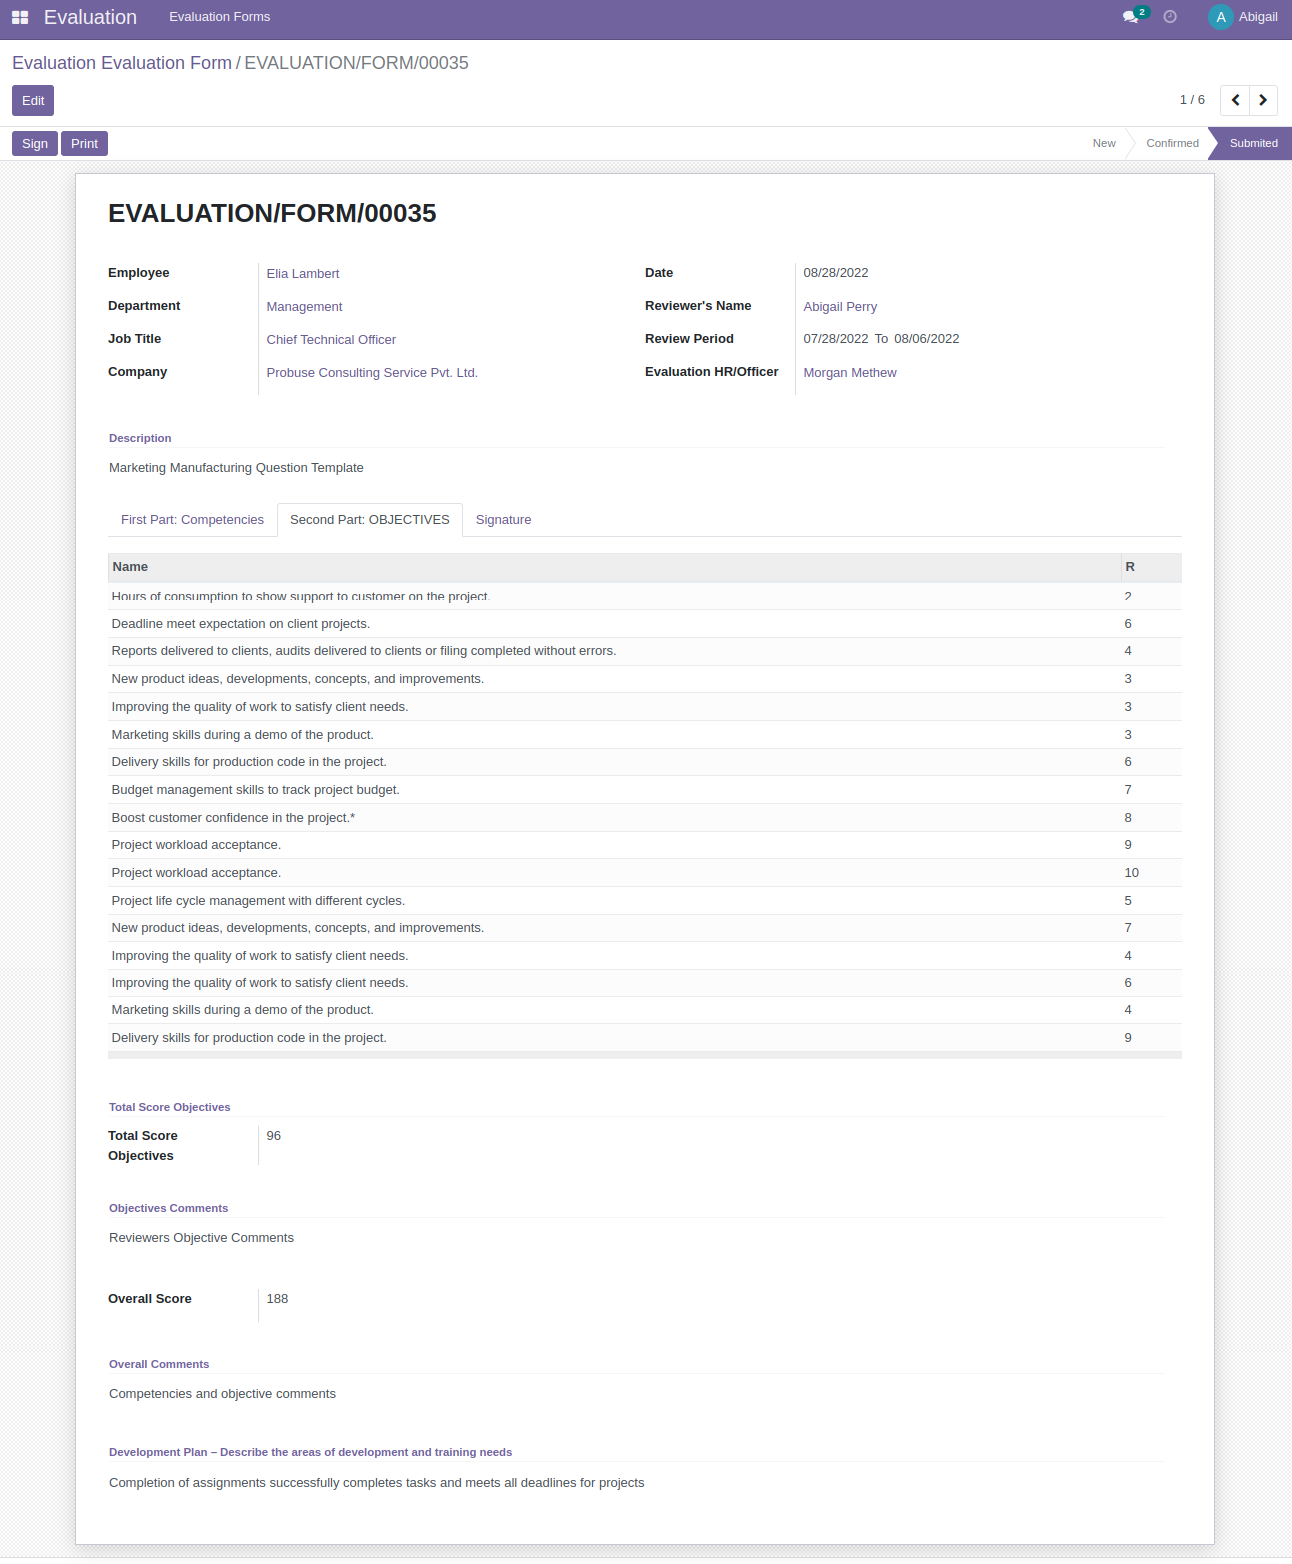 Evaluation Evaluation Forms 2 A Abigail
Evaluation Evaluation Form / EVALUATION/FORM/00035
Edit 1 / 6
Sign Print New Confirmed Submited
EVALUATION/FORM/00035
Employee Elia Lambert Date 08/28/2022
Department Management Reviewer's Name Abigail Perry
Job Title Chief Technical Officer Review Period 07/28/2022 To 08/06/2022
Company Probuse Consulting Service Pvt. Ltd. Evaluation HR/Officer Morgan Methew
Description
Marketing Manufacturing Question Template
First Part: Competencies Second Part: OBJECTIVES Signature
Name R
Hours of consumption to show support to customer on the project. 2
Deadline meet expectation on client projects. 6
Reports delivered to clients, audits delivered to clients or filing completed without errors. 4
New product ideas, developments, concepts, and improvements. 3
Improving the quality of work to satisfy client needs. 3
Marketing skills during a demo of the product. 3
Delivery skills for production code in the project. 6
Budget management skills to track project budget. 7
Boost customer confidence in the project.* 8
Project workload acceptance. 9
Project workload acceptance. 10
Project life cycle management with different cycles. 5
New product ideas, developments, concepts, and improvements. 7
Improving the quality of work to satisfy client needs. 4
Improving the quality of work to satisfy client needs. 6
Marketing skills during a demo of the product. 4
Delivery skills for production code in the project. 9
Total Score Objectives
Total Score 96
Objectives
Objectives Comments
Reviewers Objective Comments
Overall Score 188
Overall Comments
Competencies and objective comments
Development Plan – Describe the areas of development and training needs
Completion of assignments successfully completes tasks and meets all deadlines for projects